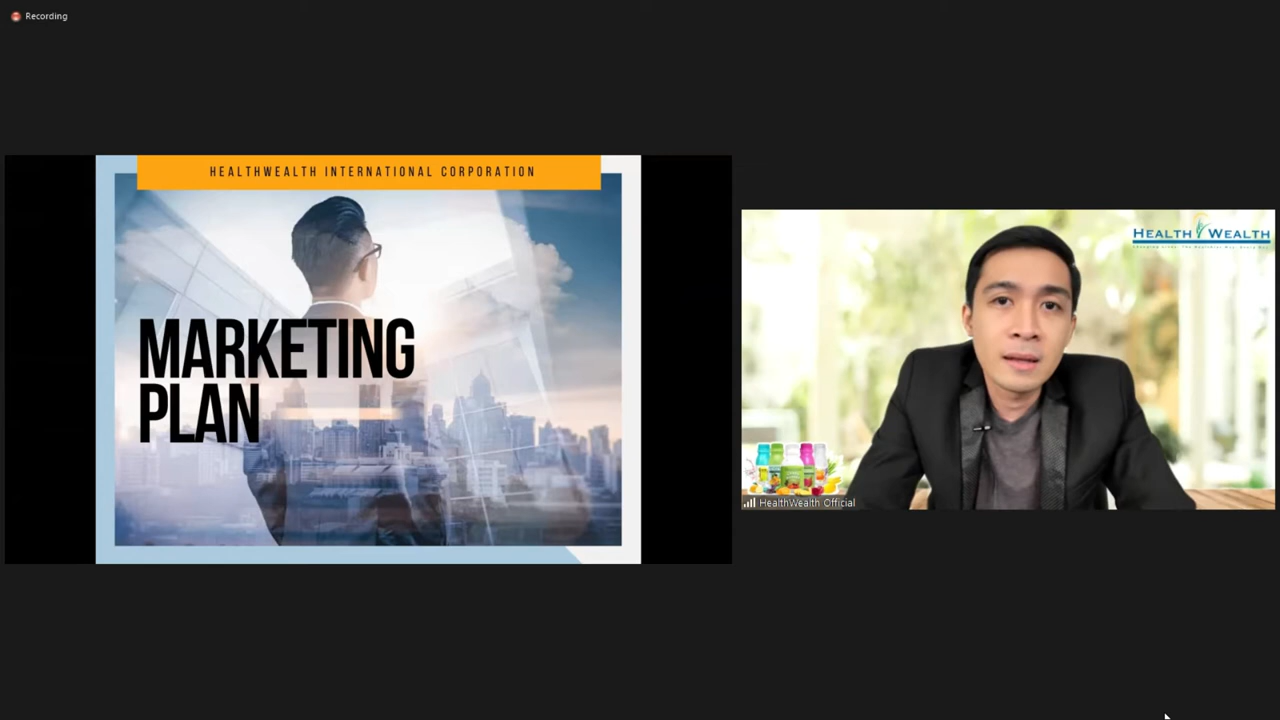 Recording
HEALTHWEALTH INTERNATIONAL CORPORATION
MARKETING
PLAN
HEALTH WEALTH
HealthWealth Official